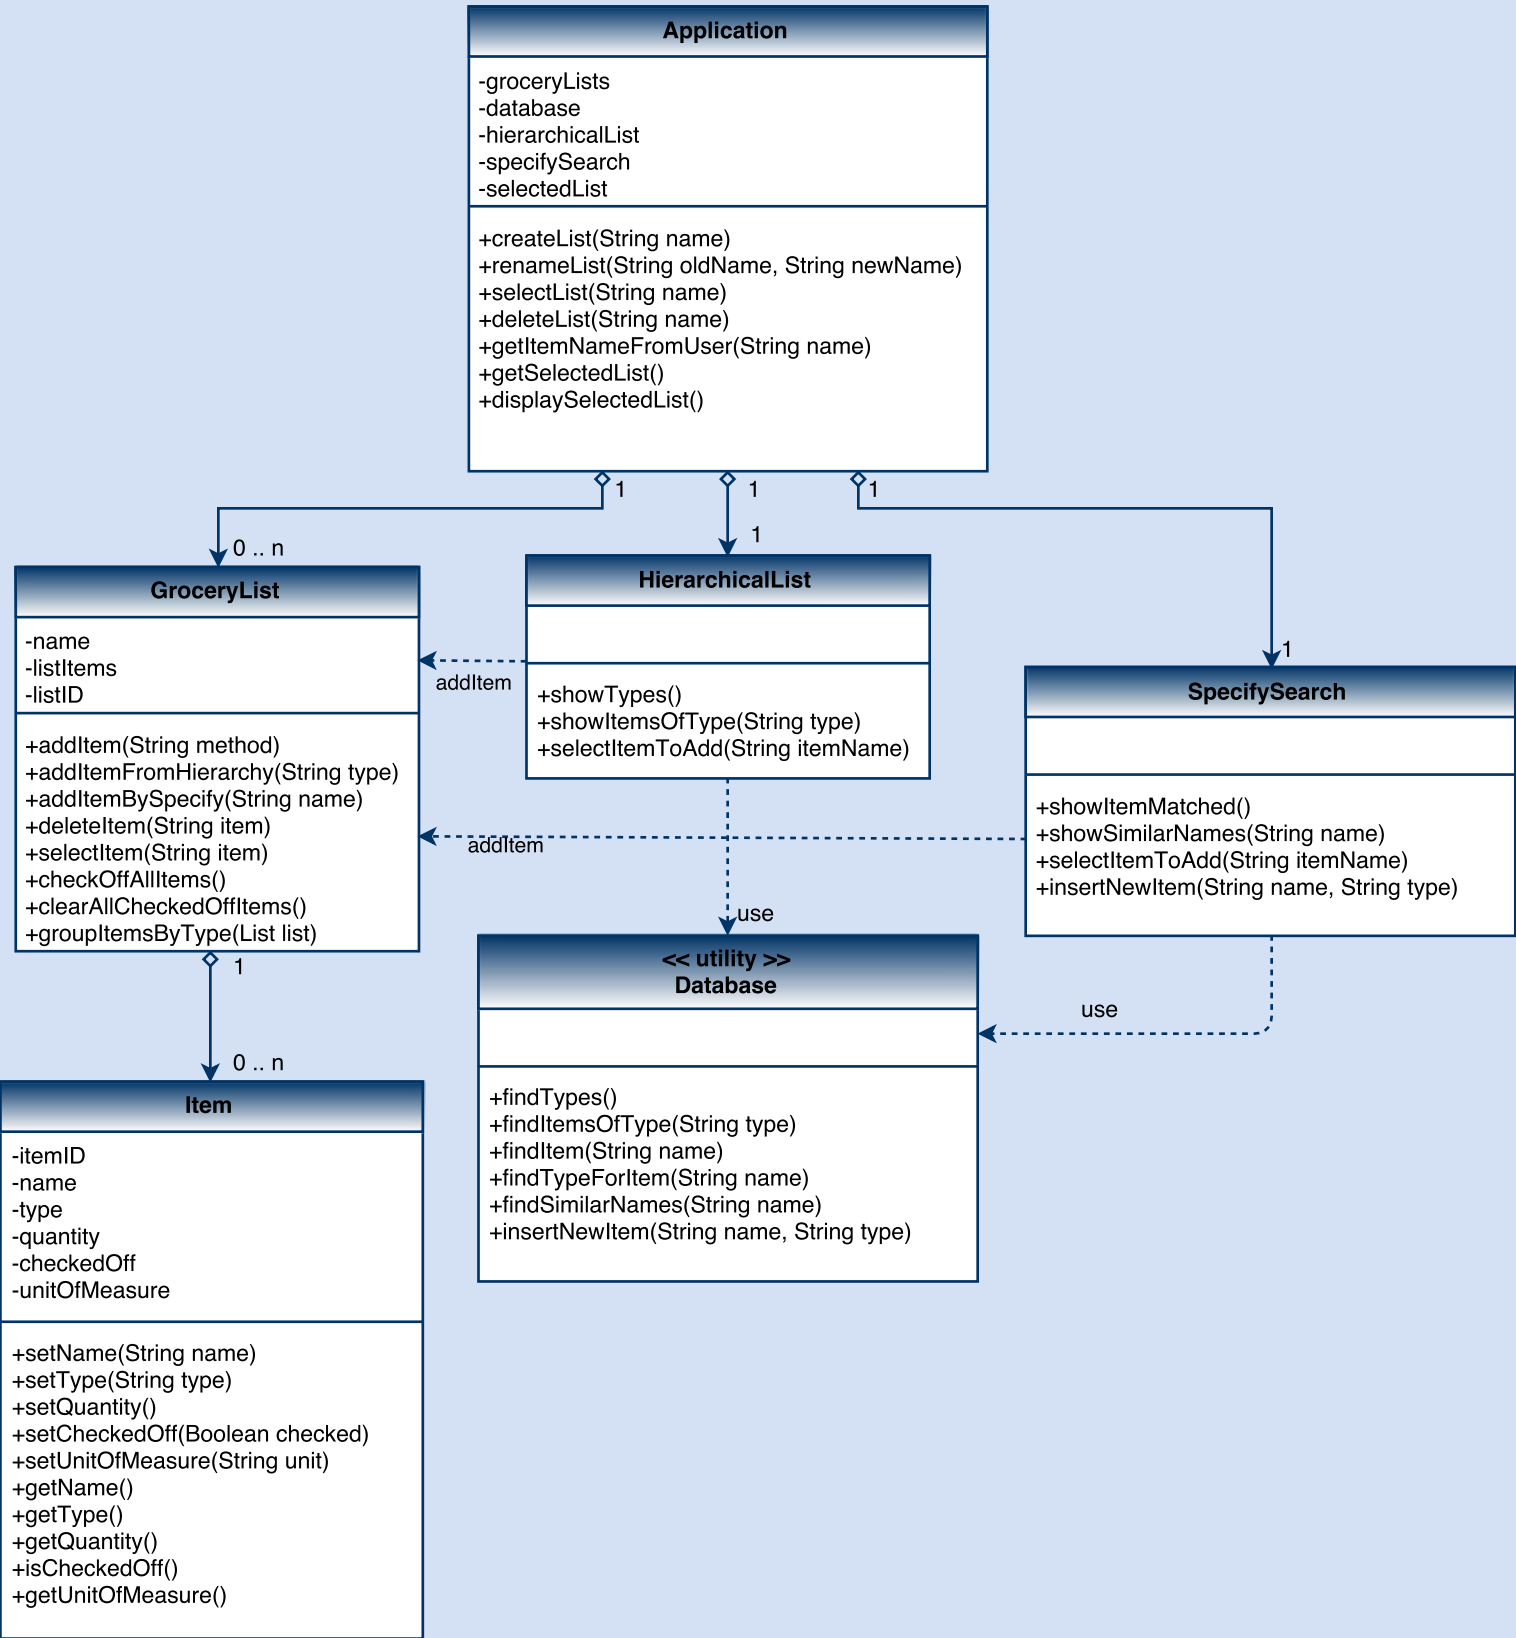 Application
-groceryLists
-database
-hierarchicalList
-specifySearch
-selectedList
+createList(String name)
+renameList(String oldName, String newName)
+selectList(String name)
+deleteList(String name)
+getItemNameFromUser(String name)
+getSelectedList()
+displaySelectedList()
1
1
1
0 .. n
1
1
GroceryList
-name
-listItems
-listID
+addItem(String method)
+addItemFromHierarchy(String type)
+addItemBySpecify(String name)
+deleteItem(String item)
+selectItem(String item)
+checkOffAllItems()
+clearAllCheckedOffItems()
+groupItemsByType(List list)
addItem
HierarchicalList
+showTypes()
+showItemsOfType(String type)
+selectItemToAdd(String itemName)
SpecifySearch
+showItemMatched()
+showSimilarNames(String name)
+selectItemToAdd(String itemName)
+insertNewItem(String name, String type)
addItem
use
use
1
0 .. n
<< utility >>
Database
+findTypes()
+findItemsOfType(String type)
+findItem(String name)
+findTypeForItem(String name)
+findSimilarNames(String name)
+insertNewItem(String name, String type)
Item
-itemID
-name
-type
-quantity
-checkedOff
-unitOfMeasure
+setName(String name)
+setType(String type)
+setQuantity()
+setCheckedOff(Boolean checked)
+setUnitOfMeasure(String unit)
+getName()
+getType()
+getQuantity()
+isCheckedOff()
+getUnitOfMeasure()